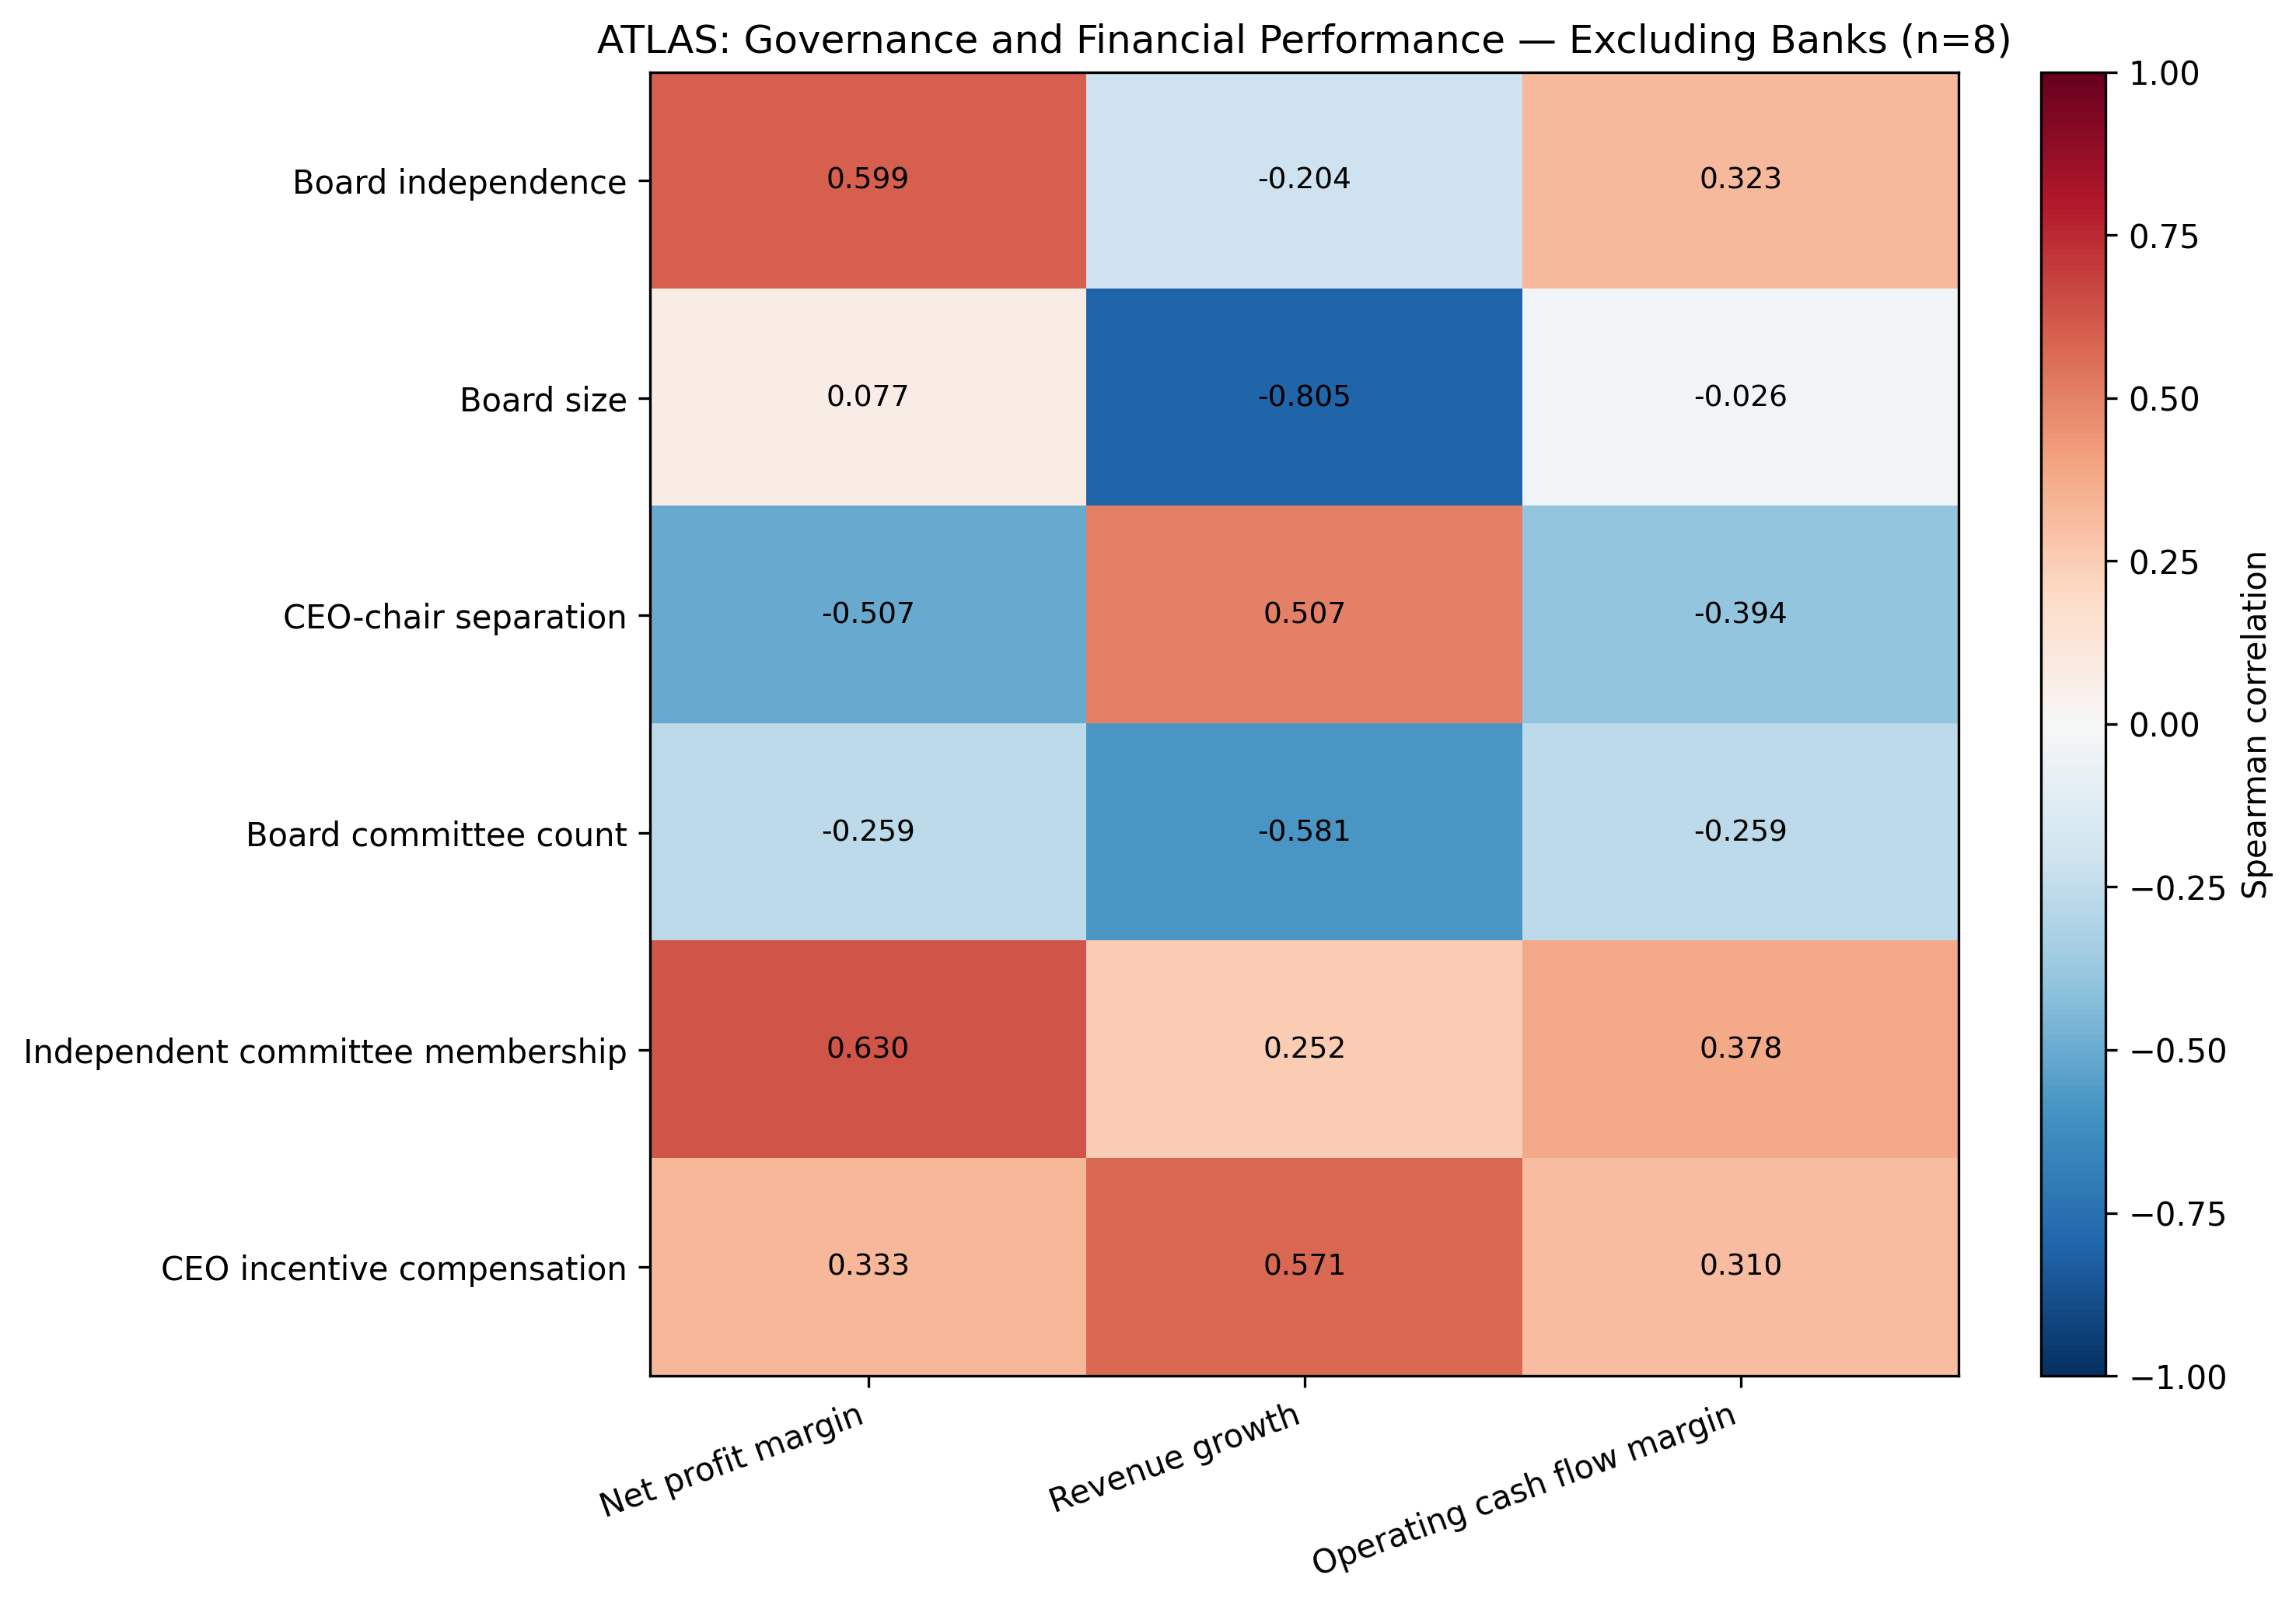 ATLAS: Governance and Financial Performance — Excluding Banks (n=8)
Board independence
0.599
-0.204
0.323
Board size
0.077
-0.805
-0.026
CEO-chair separation
-0.507
0.507
-0.394
Board committee count
-0.259
-0.581
-0.259
Independent committee membership
0.630
0.252
0.378
CEO incentive compensation
0.333
0.571
0.310
Net profit margin
Revenue growth
Operating cash flow margin
1.00
0.75
0.50
0.25
0.00
−0.25
−0.50
−0.75
−1.00
Spearman correlation